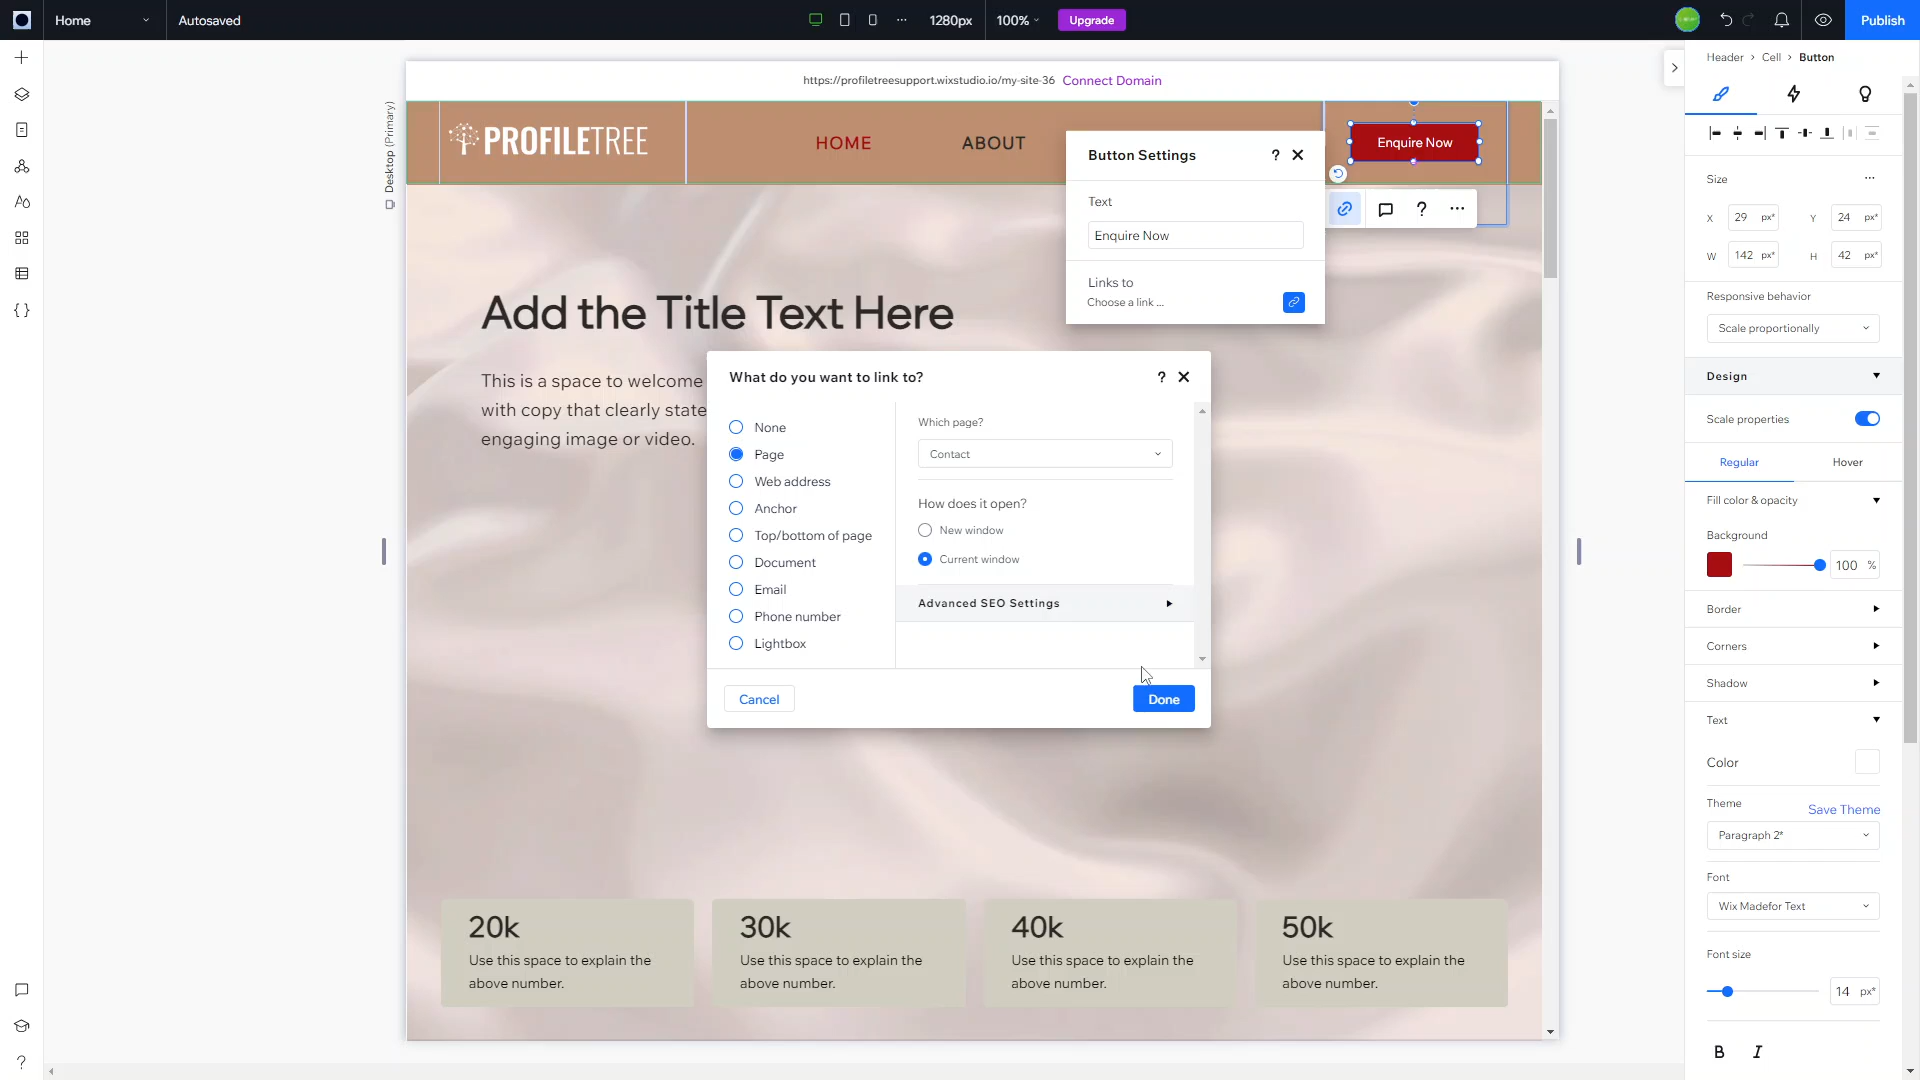 Home
Autosaved
1280px
100%
Upgrade
Publish
https://profiletreesupport.wixstudio.io/my-site-36 Connect Domain
Desktop (Primary)
PROFILETREE
HOME
ABOUT
Enquire Now
Button Settings
?
Text
Enquire Now
Links to
Choose a link ...
?
Add the Title Text Here
This is a space to welcome
with copy that clearly state
engaging image or video.
What do you want to link to?
?
None
Page
Web address
Anchor
Top/bottom of page
Document
Email
Phone number
Lightbox
Which page?
Contact
How does it open?
New window
Current window
Advanced SEO Settings
Cancel
Done
20k
Use this space to explain the
above number.
30k
Use this space to explain the
above number.
40k
Use this space to explain the
above number.
50k
Use this space to explain the
above number.
Header > Cell > Button
Size
X 29 px*
Y 24 px*
W 142 px*
H 42 px*
Responsive behavior
Scale proportionally
Design
Scale properties
Regular
Hover
Fill color & opacity
Background
100 %
Border
Corners
Shadow
Text
Color
Theme
Save Theme
Paragraph 2*
Font
Wix Madefor Text
Font size
14 px*
B I
?